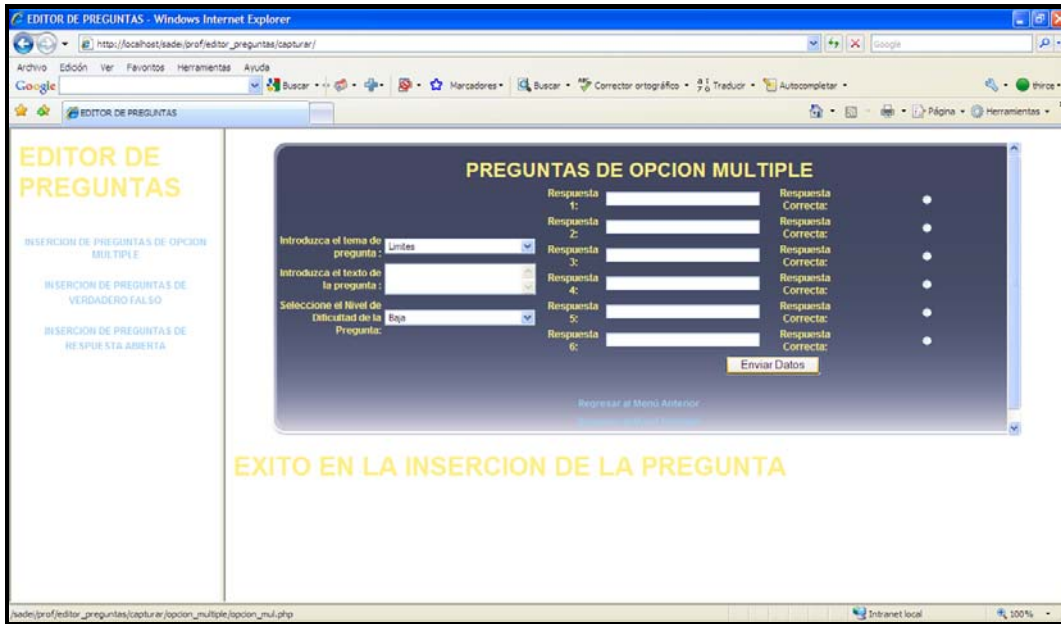 EDITOR DE PREGUNTAS - Windows Internet Explorer
http://localhost/sadei/prof/editor_preguntas/capturar/
Google
Archivo Edición Ver Favoritos Herramientas Ayuda
Google Buscar Marcadores Buscar Corrector ortográfico Traducir Autocompletar thirce
EDITOR DE PREGUNTAS Página Herramientas
EDITOR DE
PREGUNTAS
INSERCION DE PREGUNTAS DE OPCION
MULTIPLE
INSERCION DE PREGUNTAS DE
VERDADERO FALSO
INSERCION DE PREGUNTAS DE
RESPUESTA ABIERTA
PREGUNTAS DE OPCION MULTIPLE
Introduzca el tema de
pregunta : Limites
Introduzca el texto de
la pregunta :
Seleccione el Nivel de
Dificultad de la
Pregunta: Baja
Respuesta
1:
Respuesta
Correcta:
Respuesta
2:
Respuesta
Correcta:
Respuesta
3:
Respuesta
Correcta:
Respuesta
4:
Respuesta
Correcta:
Respuesta
5:
Respuesta
Correcta:
Respuesta
6:
Respuesta
Correcta:
Enviar Datos
Regresar al Menú Anterior
EXITO EN LA INSERCION DE LA PREGUNTA
/sadei/prof/editor_preguntas/capturar/opcion_multiple/opcion_mul.php
Intranet local
100%